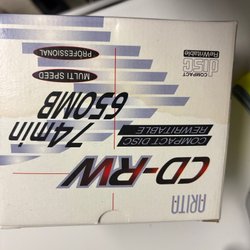 ARITA
CD-RW
COMPACT DISC
REWRITABLE
74min
650MB
MULTI SPEED
PROFESSIONAL
COMPACT
disc
ReWritable